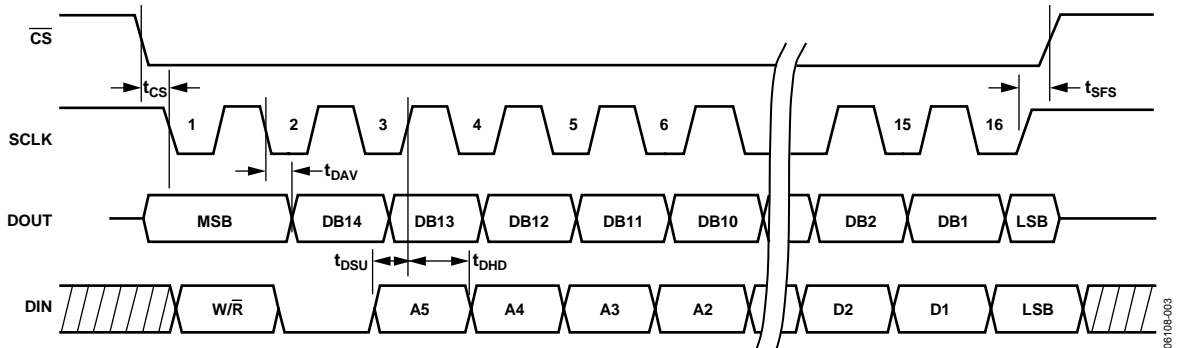 CS
tCS
tSFS
SCLK
1 2 3 4 5 6 15 16
tDAV
DOUT
MSB DB14 DB13 DB12 DB11 DB10 DB2 DB1 LSB
tDSU tDHD
DIN
W/R A5 A4 A3 A2 D2 D1 LSB
06108-003